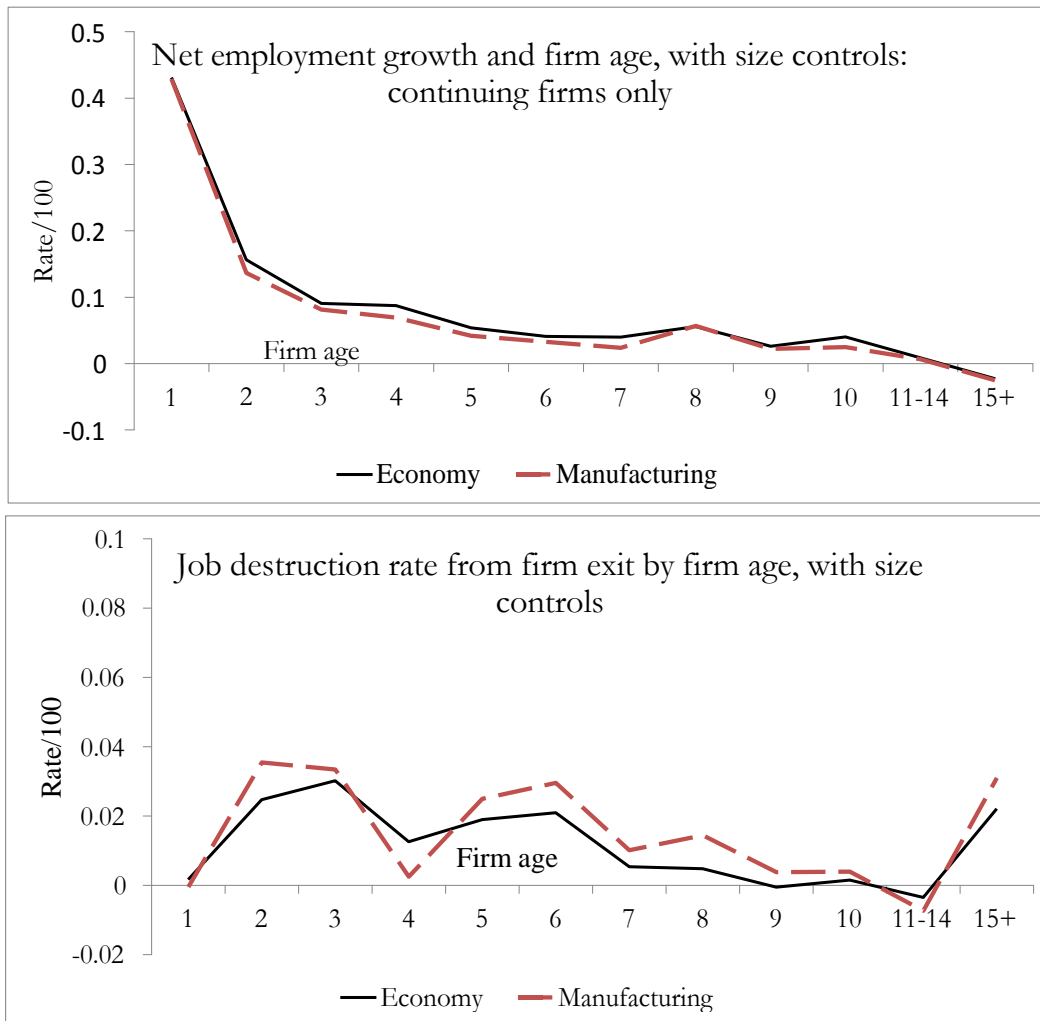 Net employment growth and firm age, with size controls:
continuing firms only
Rate/100
0.5
0.4
0.3
0.2
0.1
0
-0.1
Firm age
1 2 3 4 5 6 7 8 9 10 11-14 15+
Economy Manufacturing
Job destruction rate from firm exit by firm age, with size
controls
Rate/100
0.1
0.08
0.06
0.04
0.02
0
-0.02
Firm age
1 2 3 4 5 6 7 8 9 10 11-14 15+
Economy Manufacturing